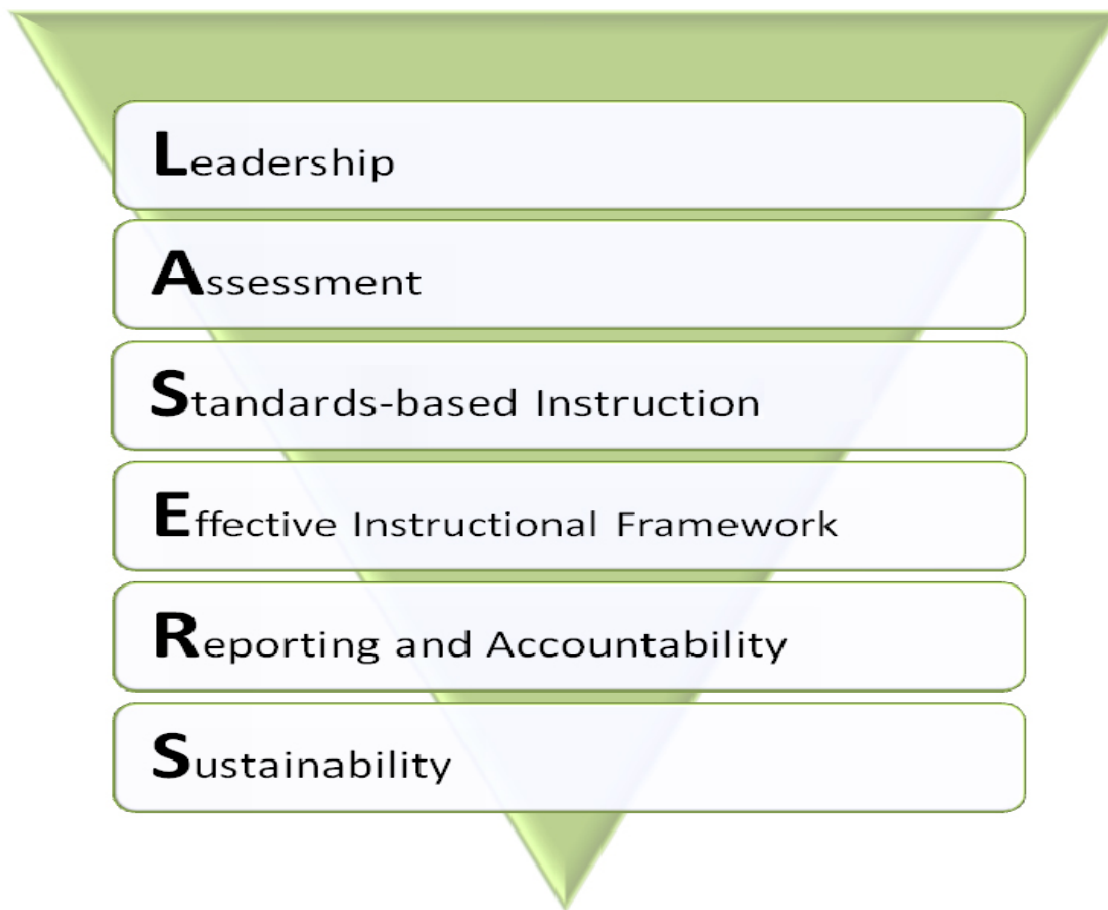 Leadership
Assessment
Standards-based Instruction
Effective Instructional Framework
Reporting and Accountability
Sustainability